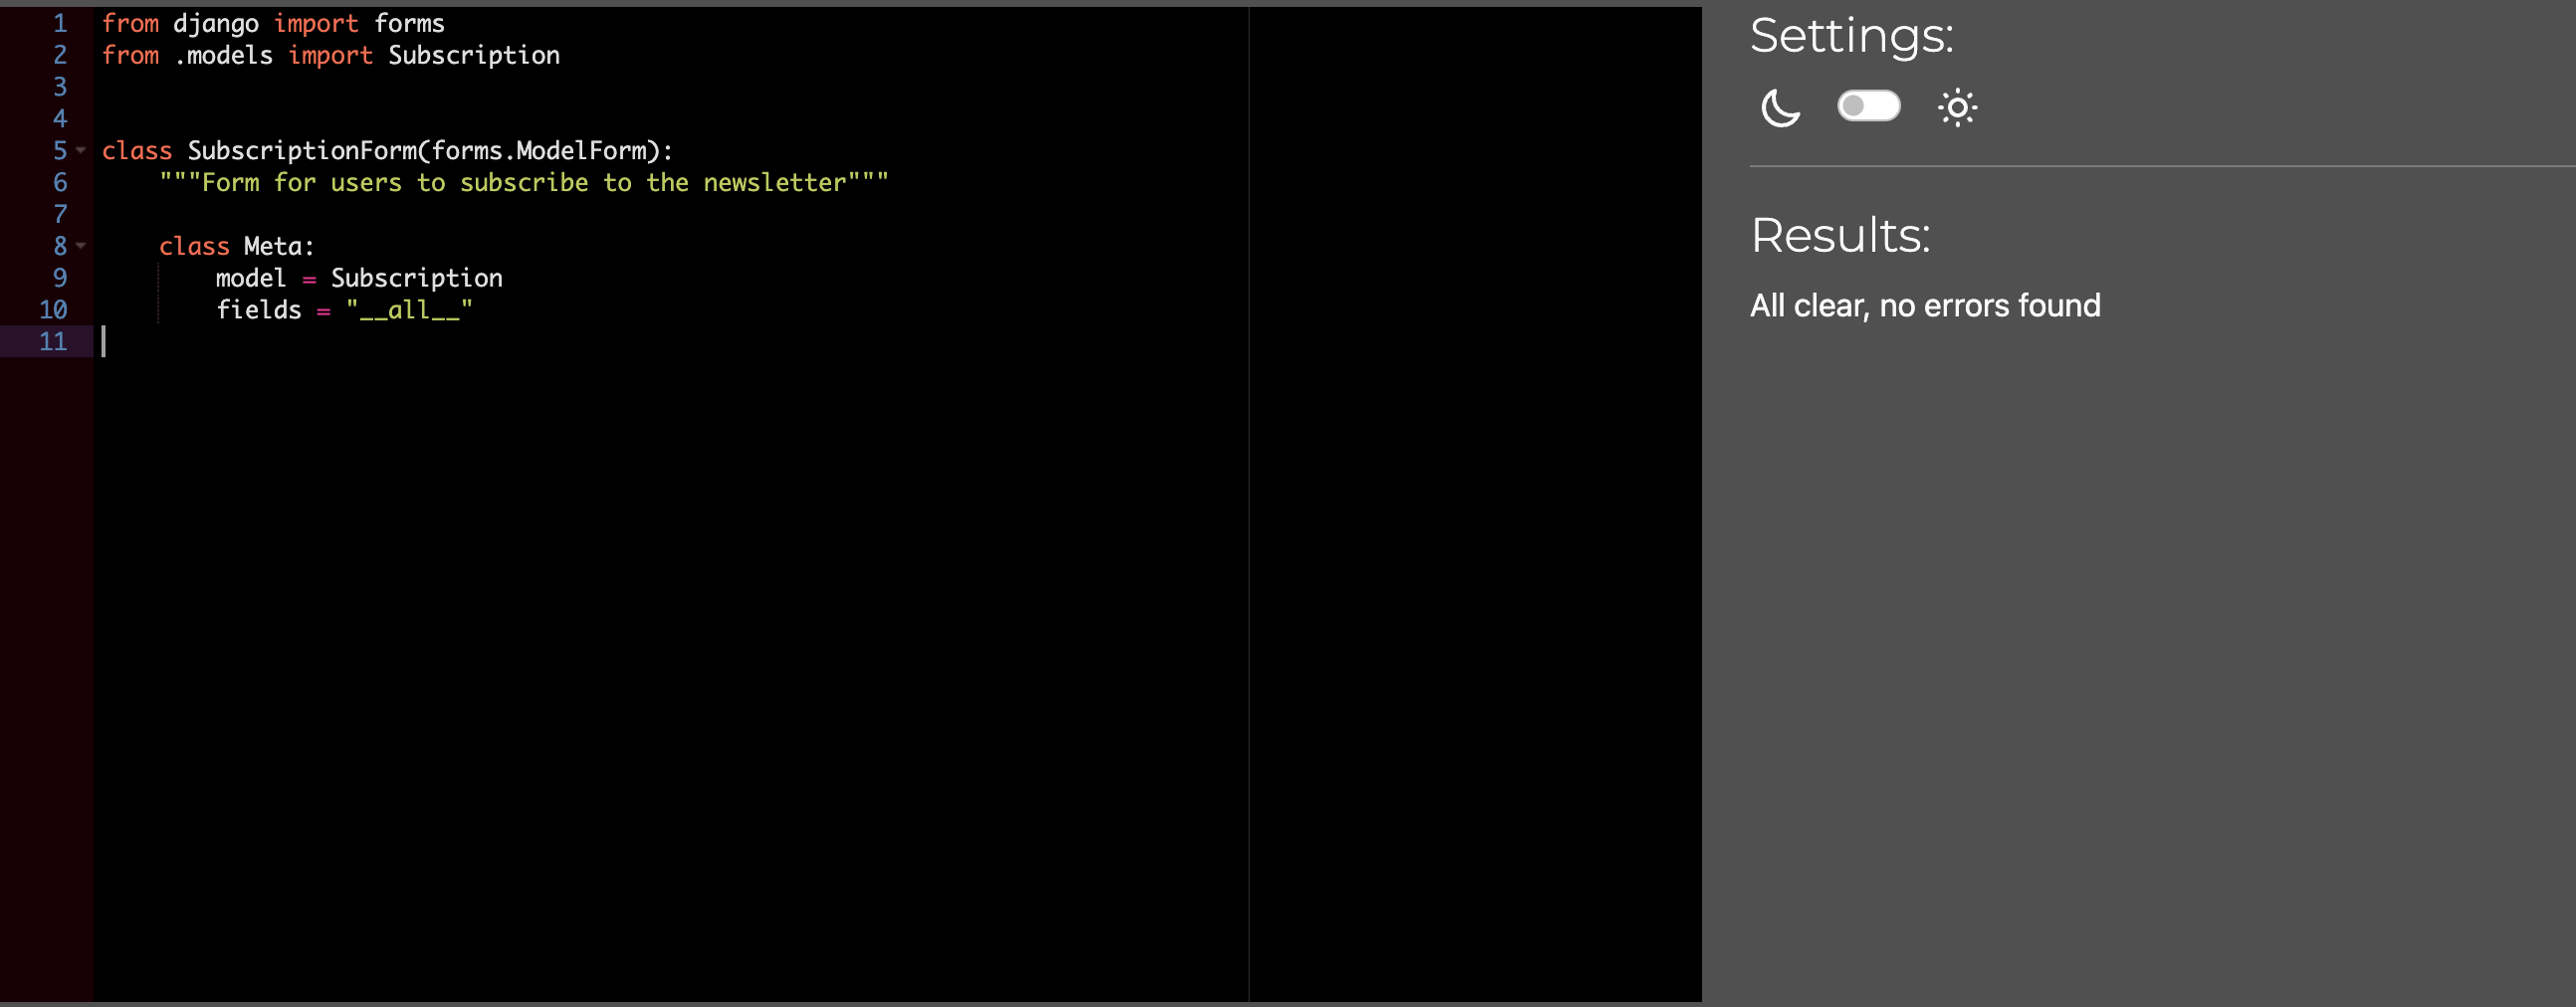 1 from django import forms
2 from .models import Subscription
3
4
5 class SubscriptionForm(forms.ModelForm):
6     """Form for users to subscribe to the newsletter"""
7
8     class Meta:
9         model = Subscription
10         fields = "__all__"
11
Settings:
Results:
All clear, no errors found